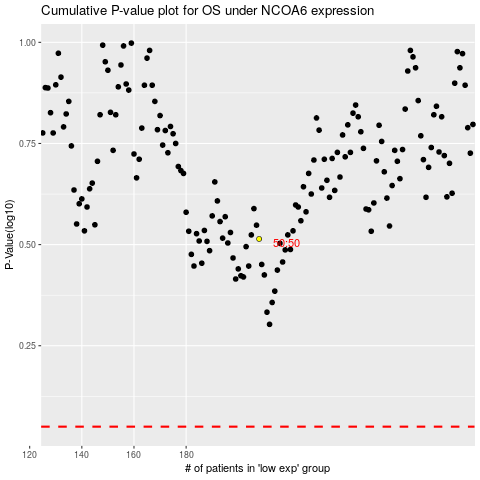 Cumulative P-value plot for OS under NCOA6 expression
P-Value(log10)
1.00
0.75
0.50
0.25
50:50
120 140 160 180
# of patients in 'low exp' group